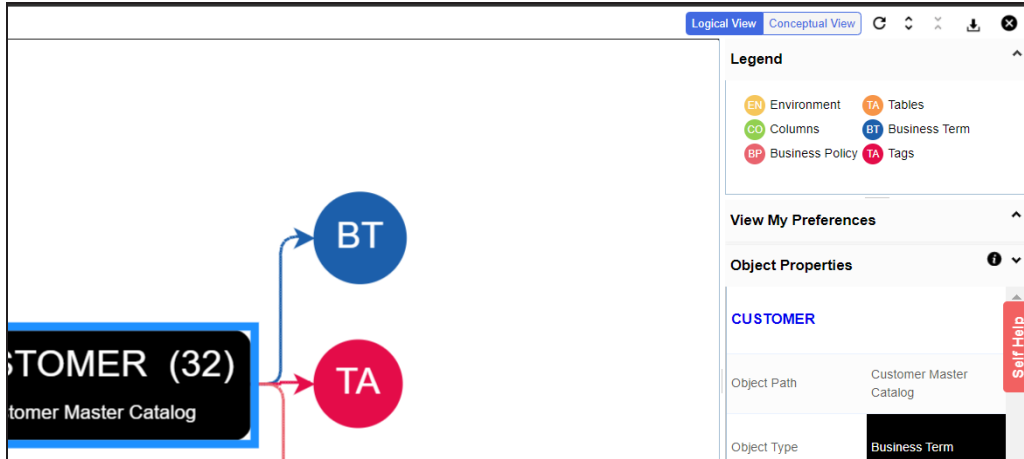 Logical View Conceptual View
Legend
EN Environment TA Tables
CO Columns BT Business Term
BP Business Policy TA Tags
View My Preferences
Object Properties
CUSTOMER
Object Path Customer Master
Catalog
Object Type Business Term
Self Help
BT
STOMER (32)
tomer Master Catalog
TA